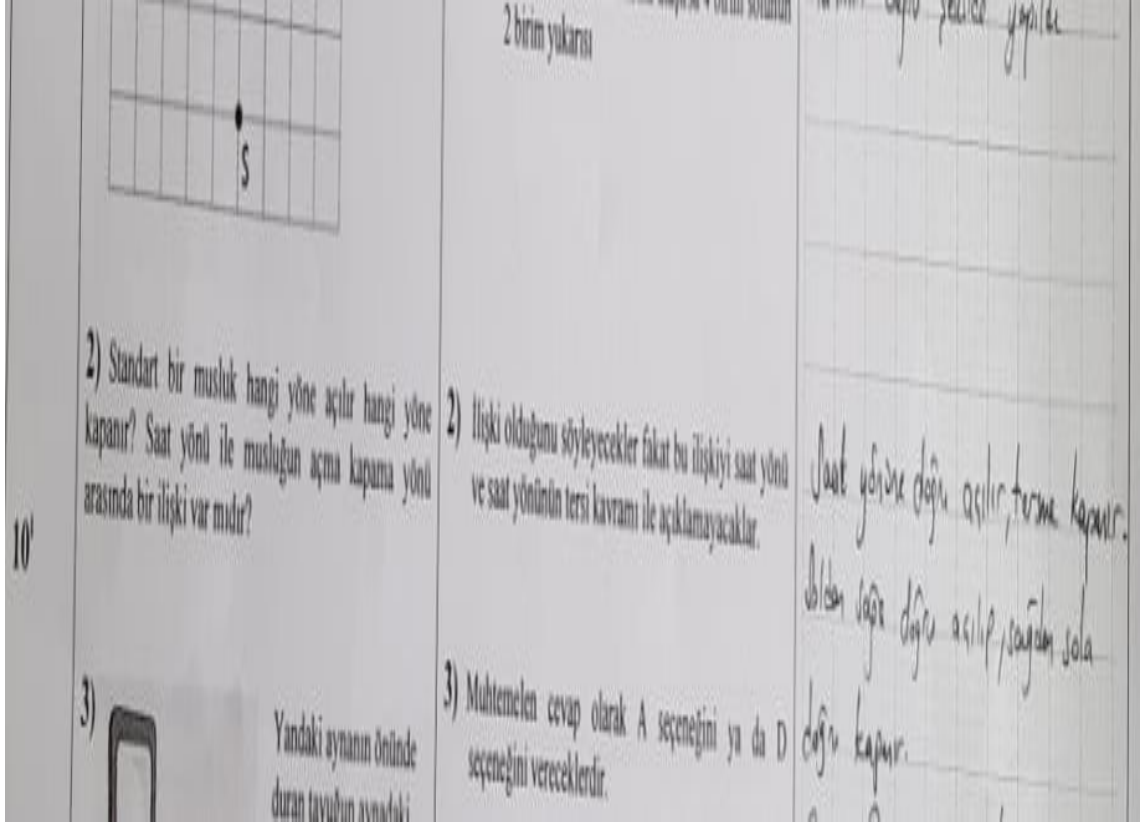 2 birim yukarısı
doğru şekilde yapıldı
S
10'
2) Standart bir musluk hangi yöne açılır hangi yöne
kapanır? Saat yönü ile musluğun açma kapama yönü
arasında bir ilişki var mıdır?
2) İlişki olduğunu söyleyecekler fakat bu ilişkiyi saat yönü
ve saat yönünün tersi kavramı ile açıklamayacaklar.
Saat yönüne doğru açılır, tersine kapanır.
Soldan sağa doğru açılıp, sağdan sola
doğru kapanır.
3)
Yandaki aynanın önünde
duran tavuğun aynadaki
3) Muhtemelen cevap olarak A seçeneğini ya da D
seçeneğini vereceklerdir.